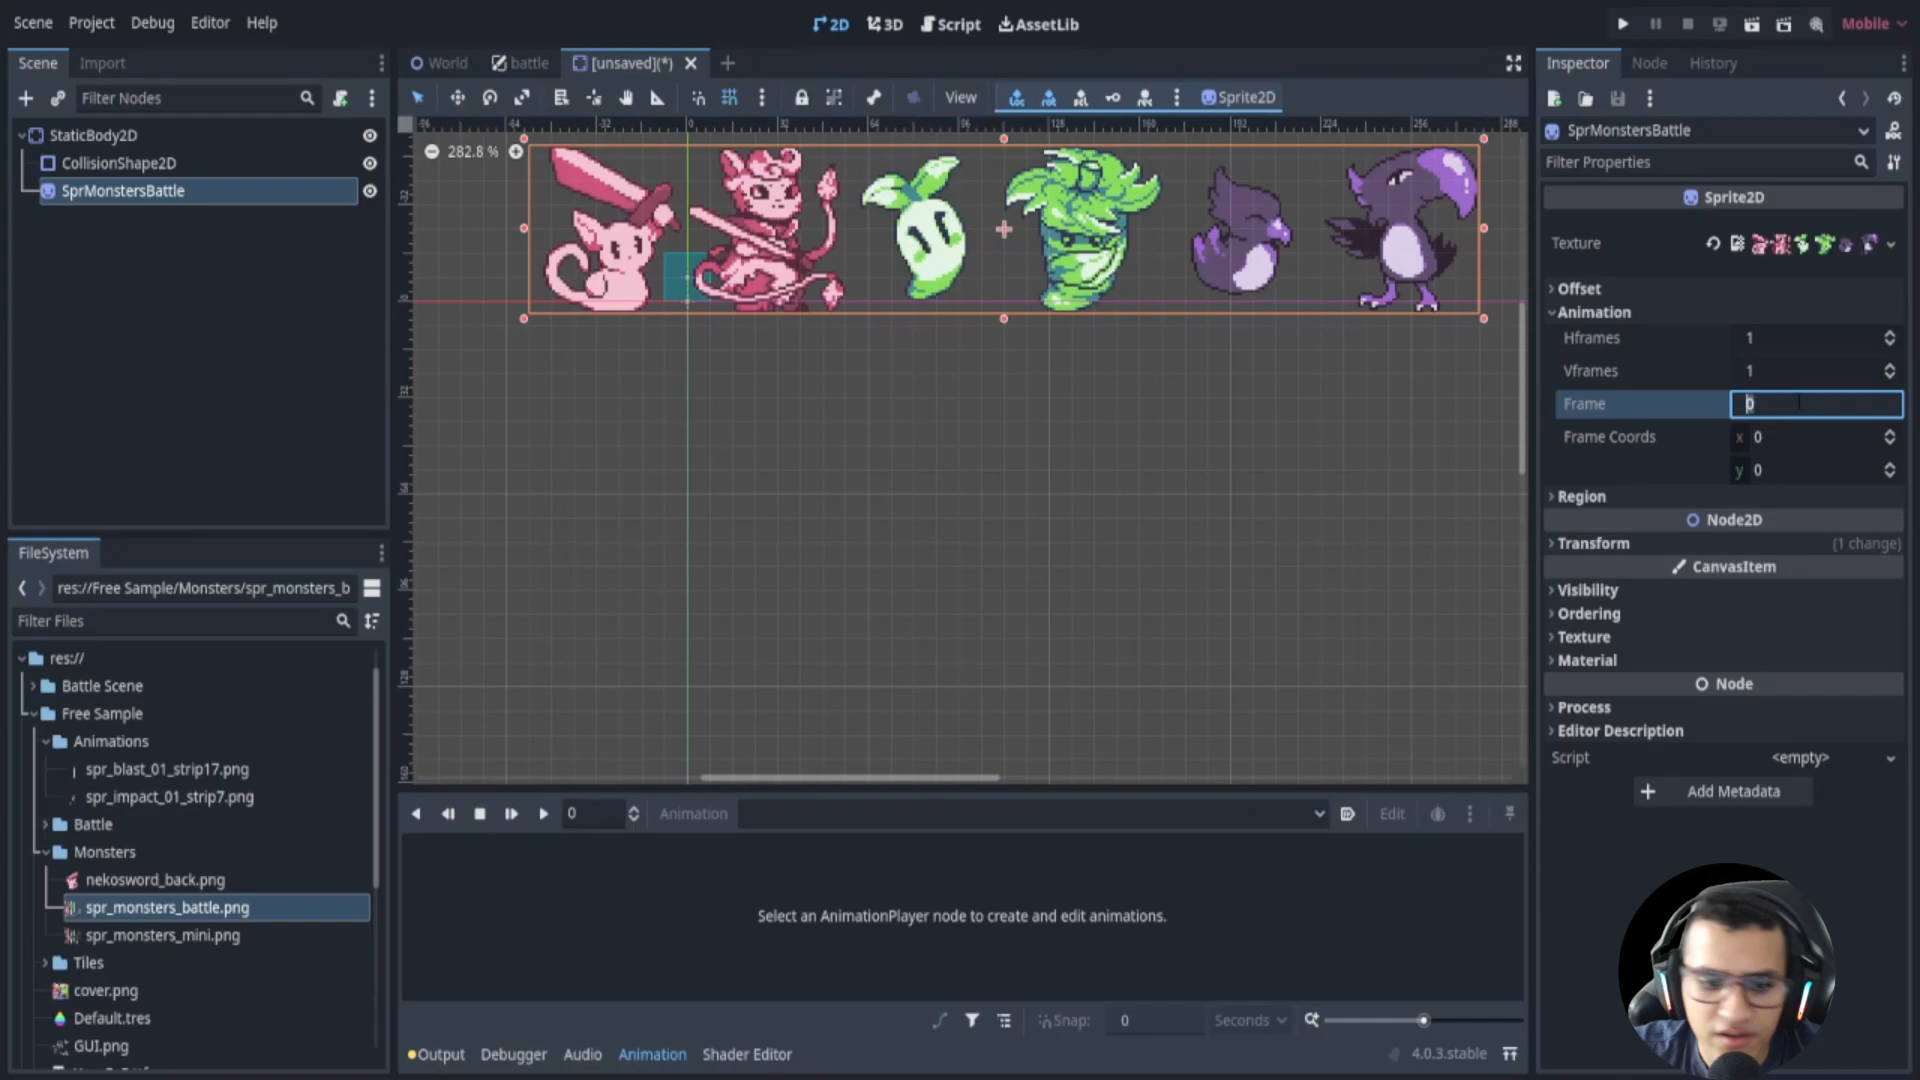 Scene Project Debug Editor Help
2D 3D Script AssetLib
Mobile
Scene Import
World battle [unsaved](*)
Inspector Node History
Filter Nodes
View Sprite2D
StaticBody2D
CollisionShape2D
SprMonstersBattle
282.8 %
SprMonstersBattle
Filter Properties
Sprite2D
Texture
Offset
Animation
Hframes 1
Vframes 1
Frame 0
Frame Coords x 0
y 0
Region
Node2D
Transform (1 change)
CanvasItem
Visibility
Ordering
Texture
Material
Node
Process
Editor Description
Script <empty>
Add Metadata
FileSystem
res://Free Sample/Monsters/spr_monsters_b
Filter Files
res://
Battle Scene
Free Sample
Animations
spr_blast_01_strip17.png
spr_impact_01_strip7.png
Battle
Monsters
nekosword_back.png
spr_monsters_battle.png
spr_monsters_mini.png
Tiles
cover.png
Default.tres
GUI.png
0 Animation Edit
Select an AnimationPlayer node to create and edit animations.
Snap: 0 Seconds
Output Debugger Audio Animation Shader Editor 4.0.3.stable